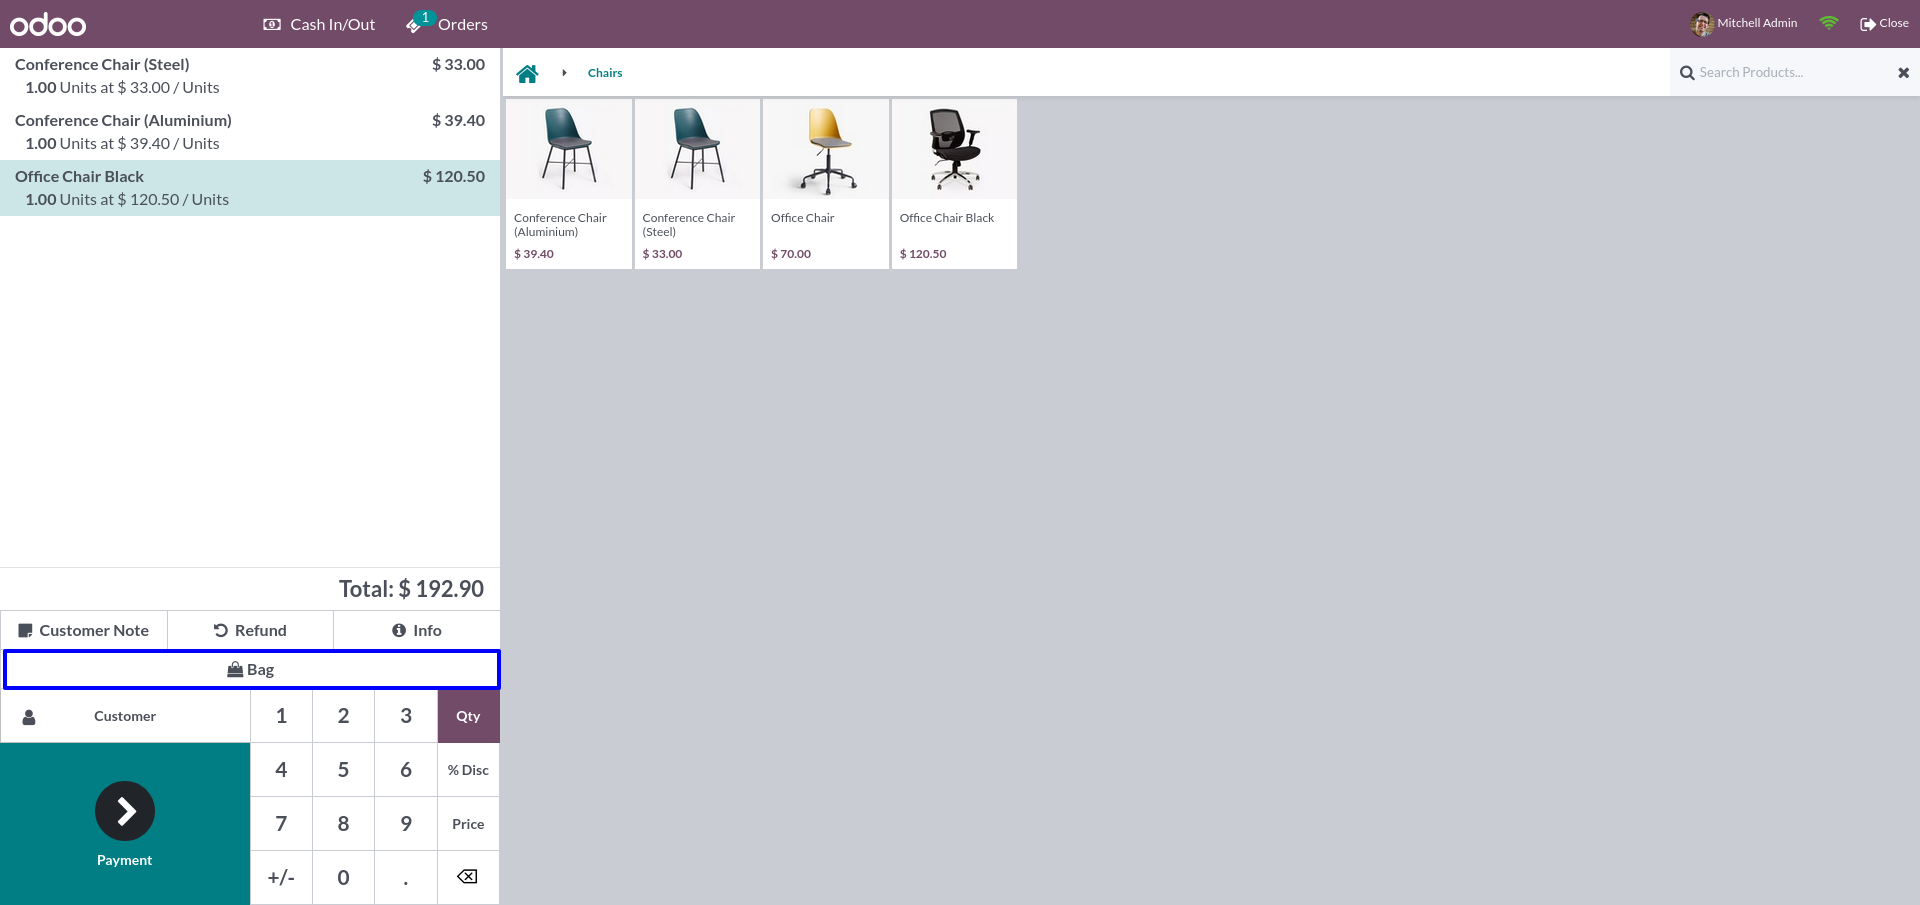 odoo
Cash In/Out
1
Orders
Mitchell Admin
Close
Conference Chair (Steel) $ 33.00
1.00 Units at $ 33.00 / Units
Conference Chair (Aluminium) $ 39.40
1.00 Units at $ 39.40 / Units
Office Chair Black $ 120.50
1.00 Units at $ 120.50 / Units
Total: $ 192.90
Customer Note
Refund
Info
Bag
Customer
1 2 3 Qty
4 5 6 % Disc
7 8 9 Price
+/- 0 .
Payment
Chairs
Search Products...
Conference Chair
(Aluminium)
$ 39.40
Conference Chair
(Steel)
$ 33.00
Office Chair
$ 70.00
Office Chair Black
$ 120.50